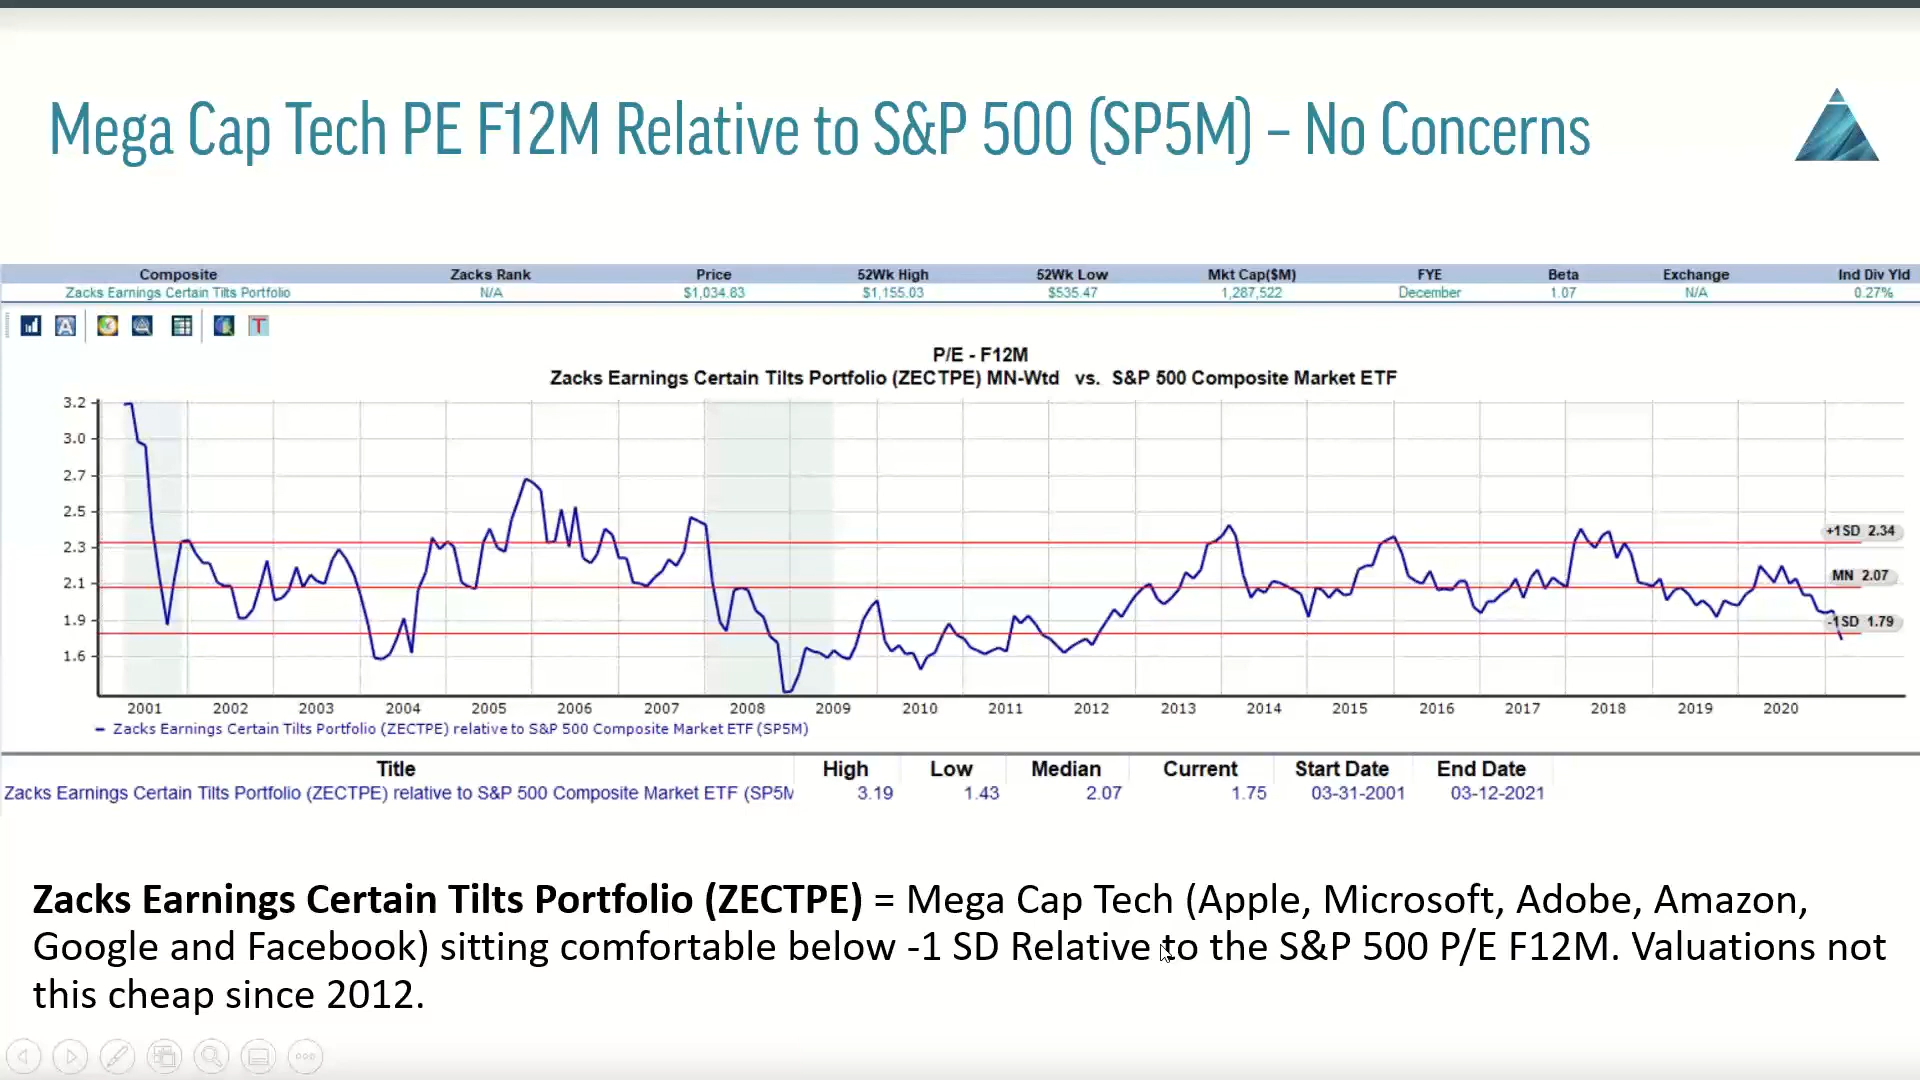 Mega Cap Tech PE F12M Relative to S&P 500 (SP5M) – No Concerns
Composite Zacks Rank Price 52Wk High 52Wk Low Mkt Cap($M) FYE Beta Exchange Ind Div Yld
Zacks Earnings Certain Tilts Portfolio N/A $1,034.83 $1,155.03 $535.47 1,287,522 December 1.07 N/A 0.27%
A T
P/E - F12M
Zacks Earnings Certain Tilts Portfolio (ZECTPE) MN-Wtd vs. S&P 500 Composite Market ETF
3.2
3.0
2.7
2.5
2.3
2.1
1.9
1.6
+1SD 2.34
MN 2.07
-1SD 1.79
2001 2002 2003 2004 2005 2006 2007 2008 2009 2010 2011 2012 2013 2014 2015 2016 2017 2018 2019 2020
Zacks Earnings Certain Tilts Portfolio (ZECTPE) relative to S&P 500 Composite Market ETF (SP5M)
Title High Low Median Current Start Date End Date
Zacks Earnings Certain Tilts Portfolio (ZECTPE) relative to S&P 500 Composite Market ETF (SP5M 3.19 1.43 2.07 1.75 03-31-2001 03-12-2021
Zacks Earnings Certain Tilts Portfolio (ZECTPE) = Mega Cap Tech (Apple, Microsoft, Adobe, Amazon,
Google and Facebook) sitting comfortable below -1 SD Relative to the S&P 500 P/E F12M. Valuations not
this cheap since 2012.